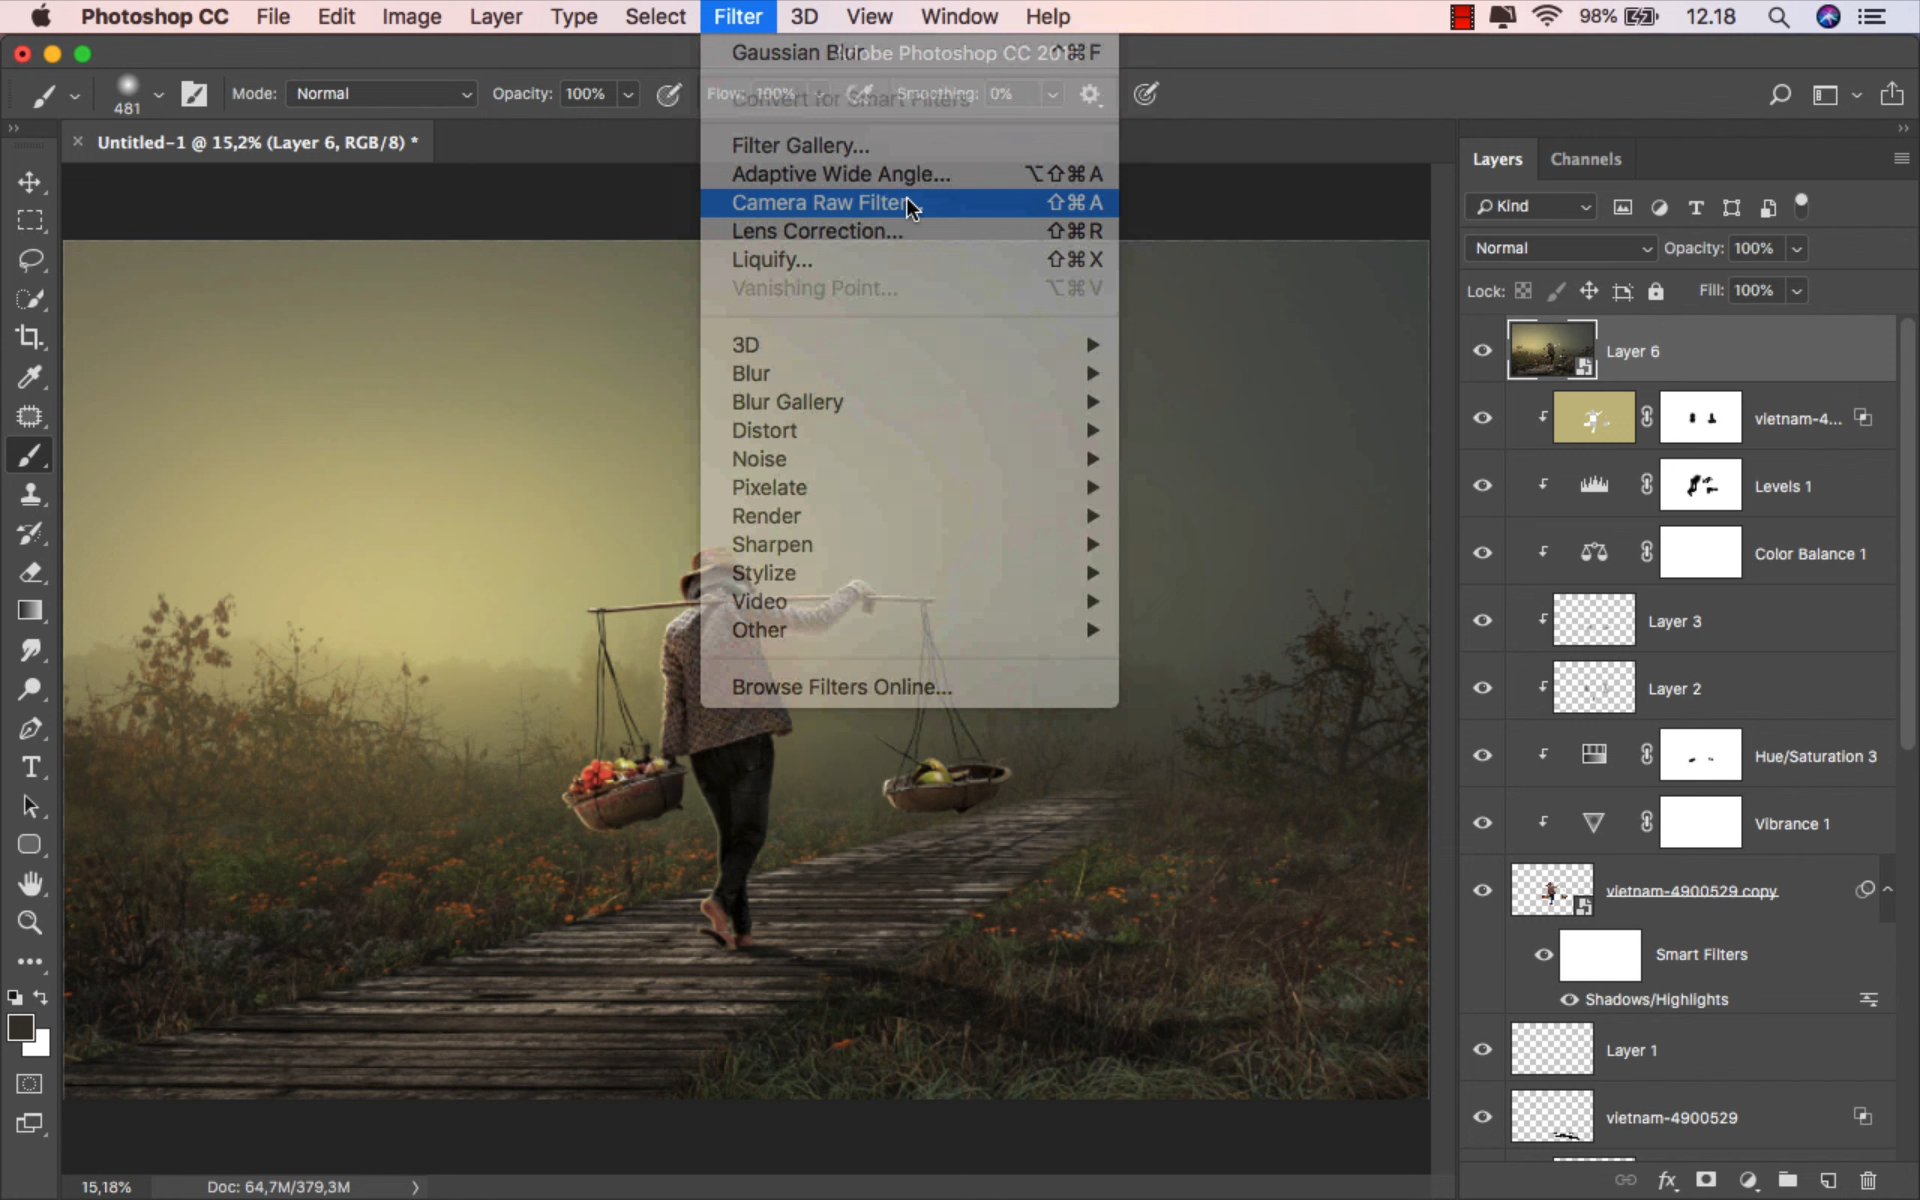 Photoshop CC File Edit Image Layer Type Select Filter 3D View Window Help 98% 12.18
Gaussian Blur ⌃⌘F
Adobe Photoshop CC 201
481 Mode: Normal Opacity: 100% Flow: 100% Smoothing: 0%
Convert for Smart Filters
Untitled-1 @ 15,2% (Layer 6, RGB/8) *
Filter Gallery...
Adaptive Wide Angle... ⌥⇧⌘A
Camera Raw Filter... ⇧⌘A
Lens Correction... ⇧⌘R
Liquify... ⇧⌘X
Vanishing Point... ⌥⌘V
3D
Blur
Blur Gallery
Distort
Noise
Pixelate
Render
Sharpen
Stylize
Video
Other
Browse Filters Online...
Layers Channels
Kind
Normal Opacity: 100%
Lock: Fill: 100%
Layer 6
vietnam-4...
Levels 1
Color Balance 1
Layer 3
Layer 2
Hue/Saturation 3
Vibrance 1
vietnam-4900529 copy
Smart Filters
Shadows/Highlights
Layer 1
vietnam-4900529
fx
15,18% Doc: 64,7M/379,3M